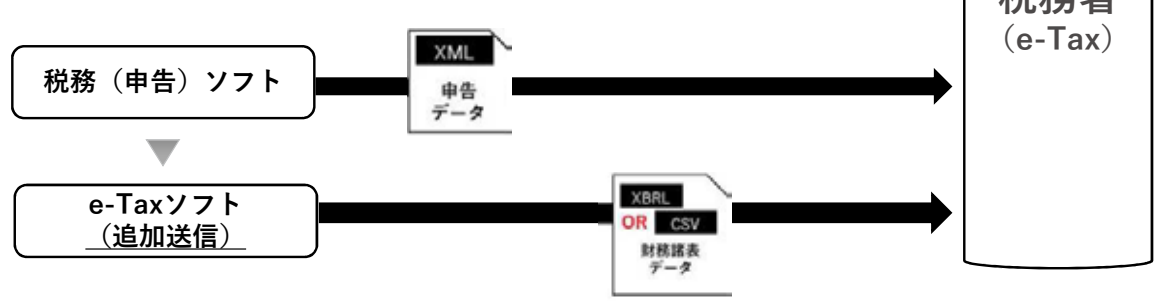 税務署
（e-Tax）
税務（申告）ソフト
XML
申告
データ
e-Taxソフト
（追加送信）
XBRL
OR CSV
財務諸表
データ